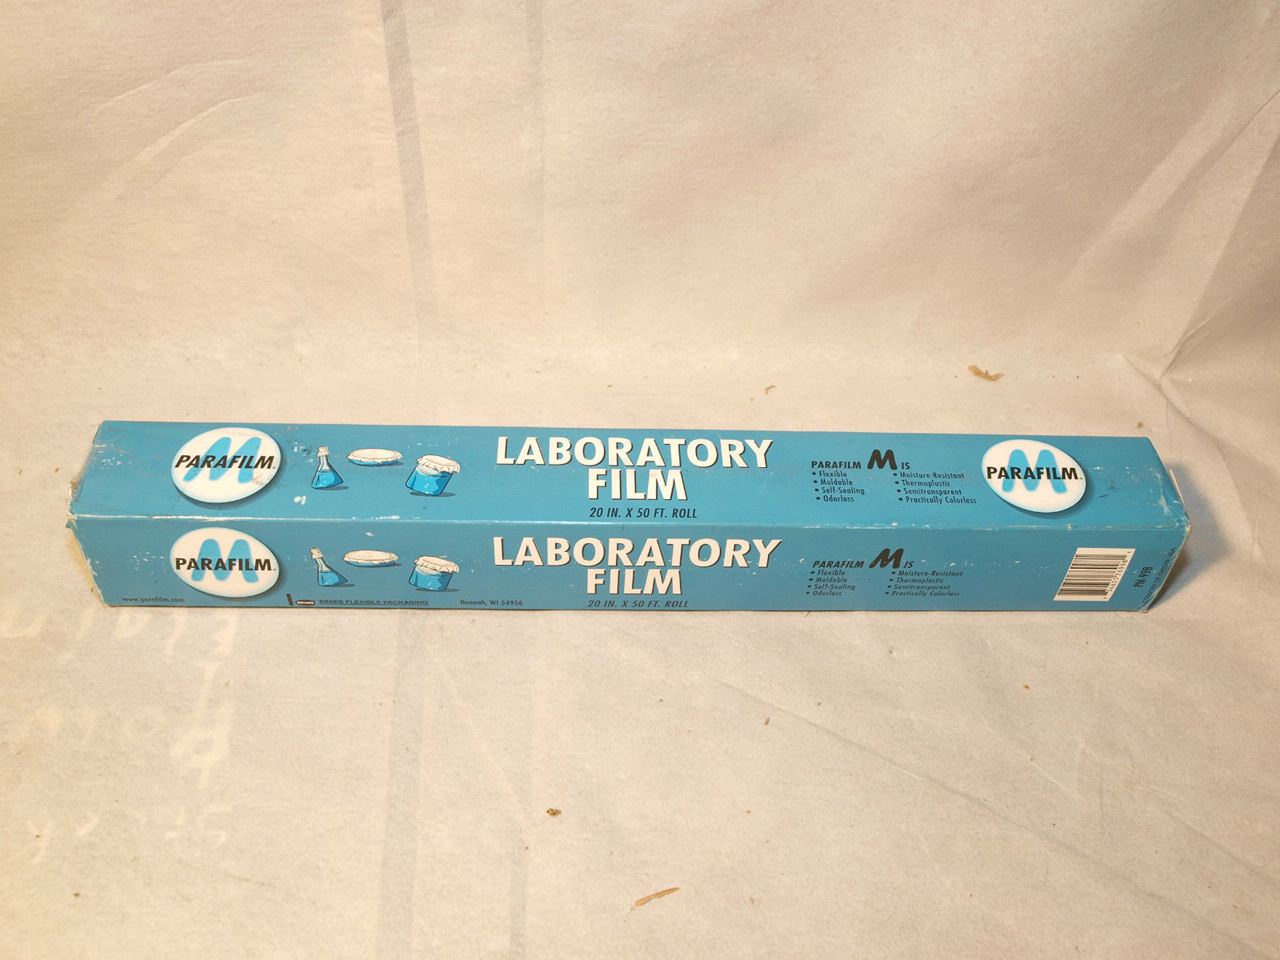 PARAFILM
M
LABORATORY
FILM
20 IN. X 50 FT. ROLL
PARAFILM M IS
• Flexible
• Moldable
• Self-Sealing
• Odorless
• Moisture-Resistant
• Thermoplastic
• Semitransparent
• Practically Colorless
PARAFILM
M
PARAFILM
M
www.parafilm.com
BEMIS FLEXIBLE PACKAGING
Neenah, WI 54956
LABORATORY
FILM
20 IN. X 50 FT. ROLL
PARAFILM M IS
• Flexible
• Moldable
• Self-Sealing
• Odorless
• Moisture-Resistant
• Thermoplastic
• Semitransparent
• Practically Colorless
PM-998